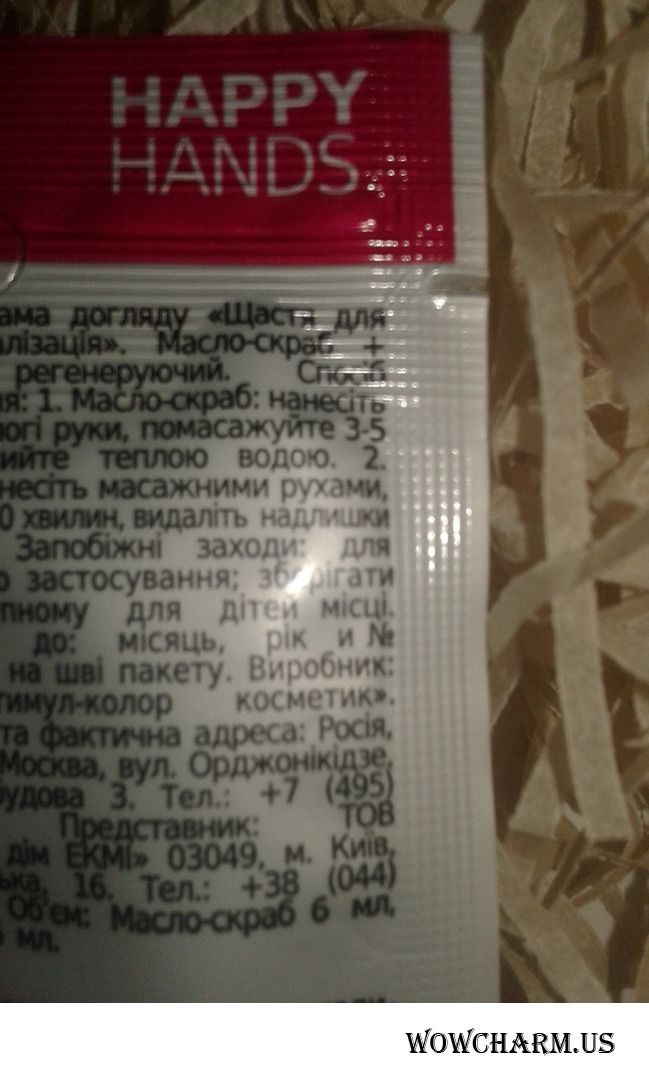 HAPPY
HANDS
ама догляду «Щастя для
алізація». Масло-скраб +
регенеруючий. Спосіб
ня: 1. Масло-скраб: нанесіть
логі руки, помасажуйте 3-5
мийте теплою водою. 2.
несіть масажними рухами,
0 хвилин, видаліть надлишки
Запобіжні заходи: для
о застосування; зберігати
пному для дітей місці.
до: місяць, рік и №
на шві пакету. Виробник:
тимул-колор косметик».
та фактична адреса: Росія,
Москва, вул. Орджонікідзе,
будова 3. Тел.: +7 (495)
Представник: ТОВ
дім ЕКМІ» 03049, м. Київ,
ька, 16. Тел.: +38 (044)
Об'єм: Масло-скраб 6 мл,
мл.
WOWCHARM.US